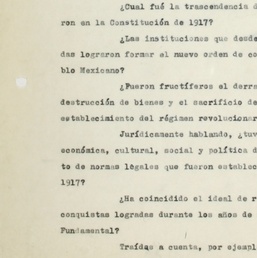 ¿Cual fué la trascendencia d
ron en la Constitución de 1917?
¿Las instituciones que desde
das lograron formar el nuevo orden de co
blo Mexicano?
¿Fueron fructíferos el derra
destrucción de bienes y el sacrificio de
establecimiento del régimen revolucionar
Jurídicamente hablando, ¿tuv
económica, cultural, social y política d
to de normas légales que fueron establec
1917?
¿Ha coincidido el ideal de r
conquistas logradas durante los años de
Fundamental?
Traídas a cuenta, por ejempl